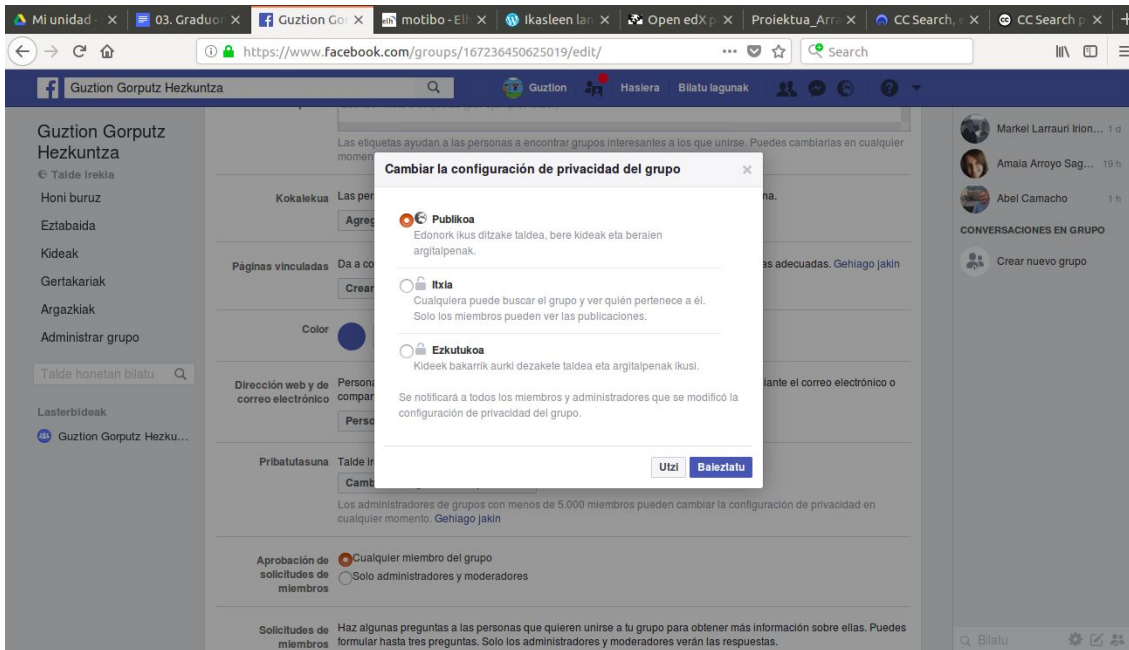 Mi unidad -
03. Graduor
Guztion Gor
motibo - Elh
Ikasleen lan
Open edX p
Proiektua_Arra
CC Search, e
CC Search p
https://www.facebook.com/groups/167236450625019/edit/
Search
Guztion Gorputz Hezkuntza
Guztion
Hasiera
Bilatu lagunak
Guztion Gorputz
Hezkuntza
Talde irekia
Honi buruz
Eztabaida
Kideak
Gertakariak
Argazkiak
Administrar grupo
Talde honetan bilatu
Lasterbideak
Guztion Gorputz Hezku...
Las etiquetas ayudan a las personas a encontrar grupos interesantes a los que unirse. Puedes cambiarlas en cualquier
momen
Kokalekua Las per na.
Agreg
Páginas vinculadas Da a co as adecuadas. Gehiago jakin
Crear
Color
Dirección web y de Persona iante el correo electrónico o
correo electrónico compar
Perso
Pribatutasuna Talde ir
Camb
Los administradores de grupos con menos de 5.000 miembros pueden cambiar la configuración de privacidad en
cualquier momento. Gehiago jakin
Aprobación de Cualquier miembro del grupo
solicitudes de Solo administradores y moderadores
miembros
Solicitudes de Haz algunas preguntas a las personas que quieren unirse a tu grupo para obtener más información sobre ellas. Puedes
miembros formular hasta tres preguntas. Solo los administradores y moderadores verán las respuestas.
Cambiar la configuración de privacidad del grupo
Publikoa
Edonork ikus ditzake taldea, bere kideak eta beraien
argitalpenak.
Itxia
Cualquiera puede buscar el grupo y ver quién pertenece a él.
Solo los miembros pueden ver las publicaciones.
Ezkutukoa
Kideek bakarrik aurki dezakete taldea eta argitalpenak ikusi.
Se notificará a todos los miembros y administradores que se modificó la
configuración de privacidad del grupo.
Utzi
Baieztatu
Markel Larrauri Irion... 1 d
Amaia Arroyo Sag... 19 h
Abel Camacho 1 h
CONVERSACIONES EN GRUPO
Crear nuevo grupo
Bilatu